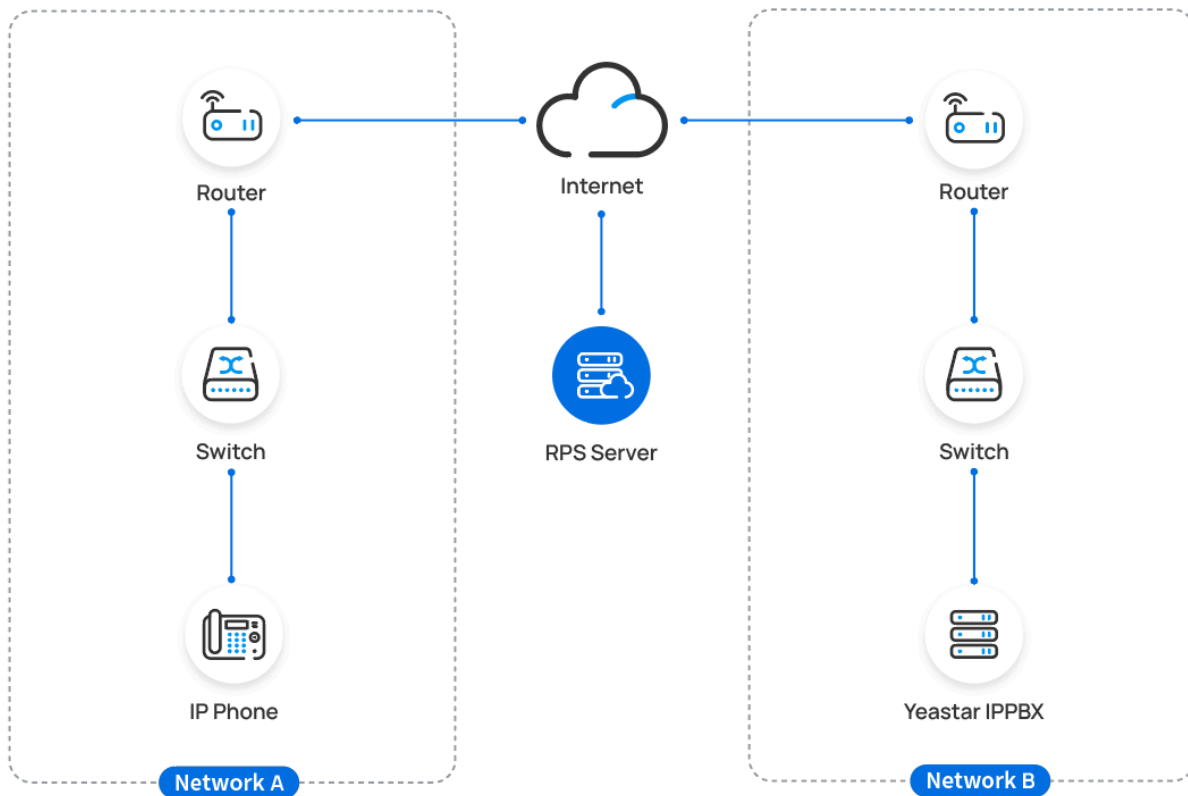 Router
Internet
Router
Switch
RPS Server
Switch
IP Phone
Yeastar IPPBX
Network A
Network B